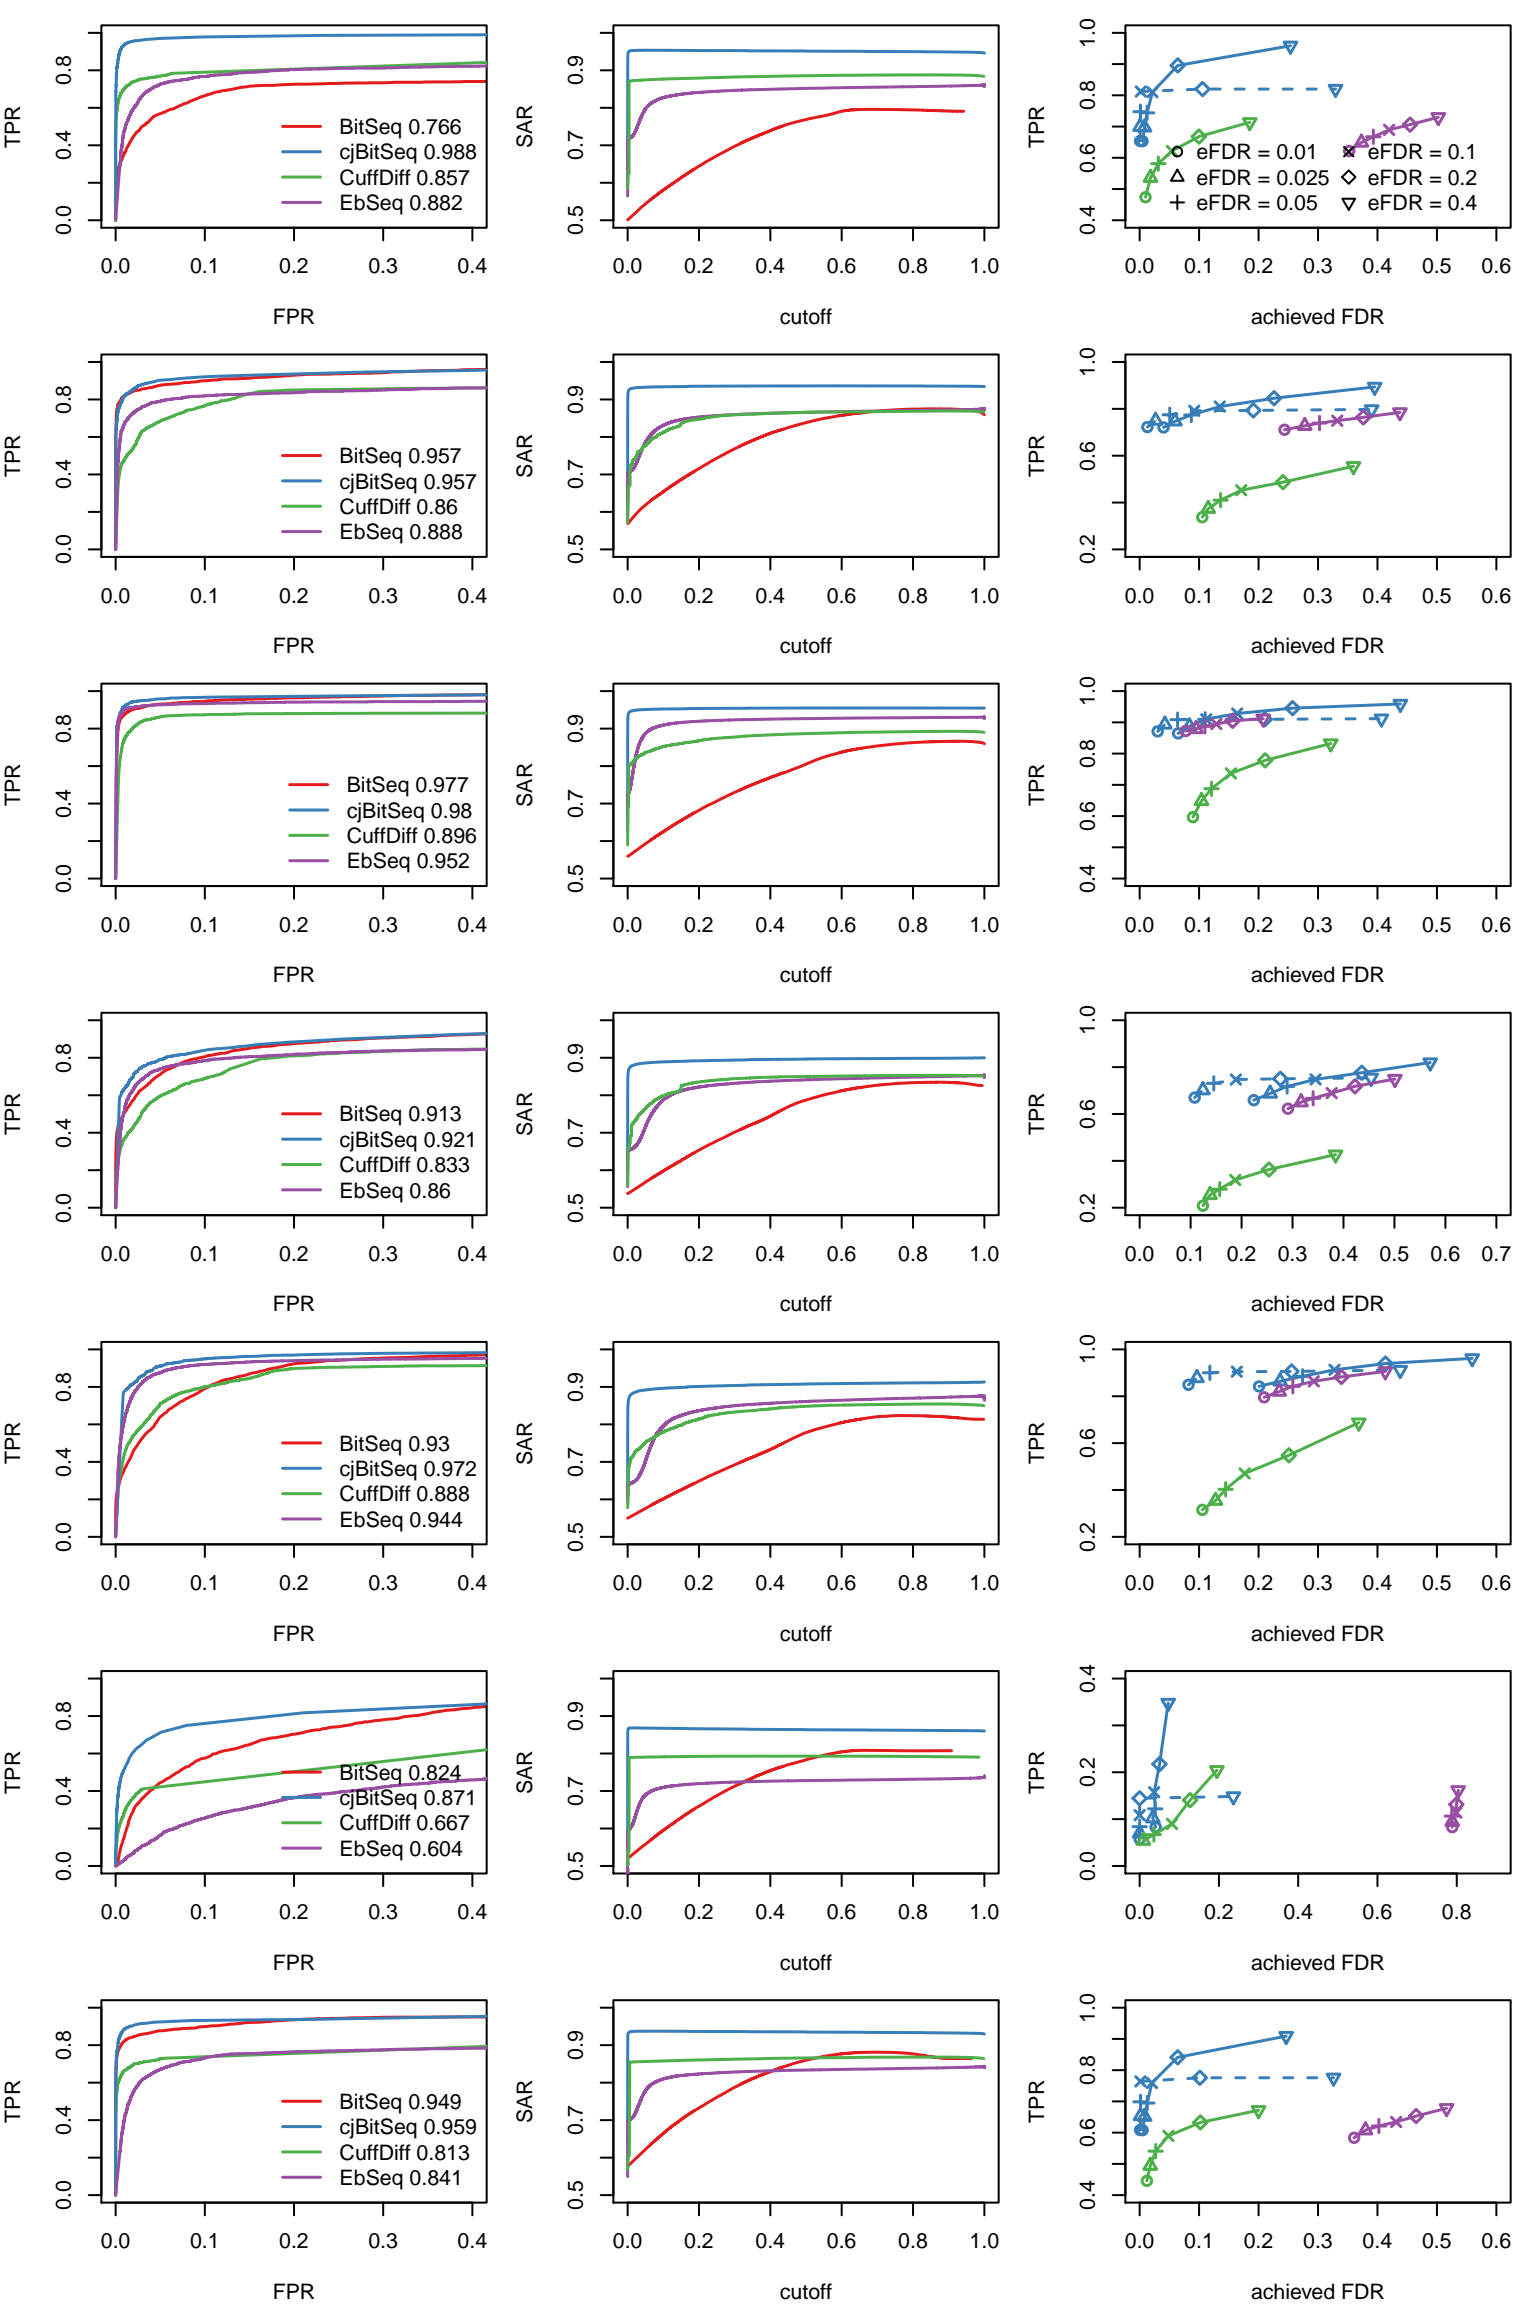 TPR
0.0 0.4 0.8
0.0 0.1 0.2 0.3 0.4
FPR
BitSeq 0.766
cjBitSeq 0.988
CuffDiff 0.857
EbSeq 0.882
SAR
0.5 0.7 0.9
0.0 0.2 0.4 0.6 0.8 1.0
cutoff
TPR
0.4 0.6 0.8 1.0
eFDR = 0.01 eFDR = 0.1
eFDR = 0.025 eFDR = 0.2
eFDR = 0.05 eFDR = 0.4
0.0 0.1 0.2 0.3 0.4 0.5 0.6
achieved FDR
TPR
0.0 0.4 0.8
0.0 0.1 0.2 0.3 0.4
FPR
BitSeq 0.957
cjBitSeq 0.957
CuffDiff 0.86
EbSeq 0.888
SAR
0.5 0.7 0.9
0.0 0.2 0.4 0.6 0.8 1.0
cutoff
TPR
0.2 0.6 1.0
0.0 0.1 0.2 0.3 0.4 0.5 0.6
achieved FDR
TPR
0.0 0.4 0.8
0.0 0.1 0.2 0.3 0.4
FPR
BitSeq 0.977
cjBitSeq 0.98
CuffDiff 0.896
EbSeq 0.952
SAR
0.5 0.7 0.9
0.0 0.2 0.4 0.6 0.8 1.0
cutoff
TPR
0.4 0.6 0.8 1.0
0.0 0.1 0.2 0.3 0.4 0.5 0.6
achieved FDR
TPR
0.0 0.4 0.8
0.0 0.1 0.2 0.3 0.4
FPR
BitSeq 0.913
cjBitSeq 0.921
CuffDiff 0.833
EbSeq 0.86
SAR
0.5 0.7 0.9
0.0 0.2 0.4 0.6 0.8 1.0
cutoff
TPR
0.2 0.6 1.0
0.0 0.1 0.2 0.3 0.4 0.5 0.6 0.7
achieved FDR
TPR
0.0 0.4 0.8
0.0 0.1 0.2 0.3 0.4
FPR
BitSeq 0.93
cjBitSeq 0.972
CuffDiff 0.888
EbSeq 0.944
SAR
0.5 0.7 0.9
0.0 0.2 0.4 0.6 0.8 1.0
cutoff
TPR
0.2 0.6 1.0
0.0 0.1 0.2 0.3 0.4 0.5 0.6
achieved FDR
TPR
0.0 0.4 0.8
0.0 0.1 0.2 0.3 0.4
FPR
BitSeq 0.824
cjBitSeq 0.871
CuffDiff 0.667
EbSeq 0.604
SAR
0.5 0.7 0.9
0.0 0.2 0.4 0.6 0.8 1.0
cutoff
TPR
0.0 0.2 0.4
0.0 0.2 0.4 0.6 0.8
achieved FDR
TPR
0.0 0.4 0.8
0.0 0.1 0.2 0.3 0.4
FPR
BitSeq 0.949
cjBitSeq 0.959
CuffDiff 0.813
EbSeq 0.841
SAR
0.5 0.7 0.9
0.0 0.2 0.4 0.6 0.8 1.0
cutoff
TPR
0.4 0.6 0.8 1.0
0.0 0.1 0.2 0.3 0.4 0.5 0.6
achieved FDR